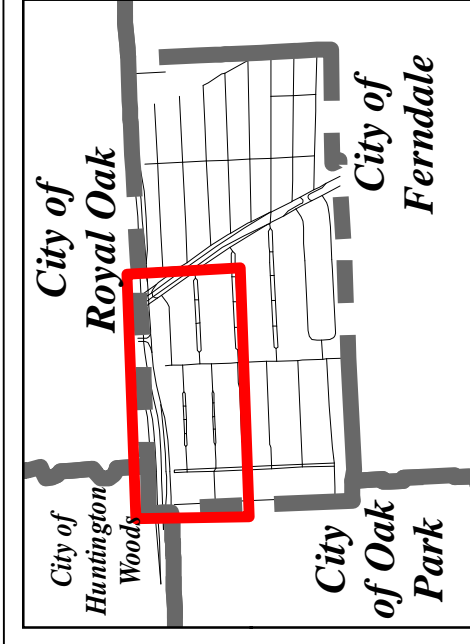 City of
Royal Oak
City of
Huntington
Woods
City of
Ferndale
City
of Oak
Park